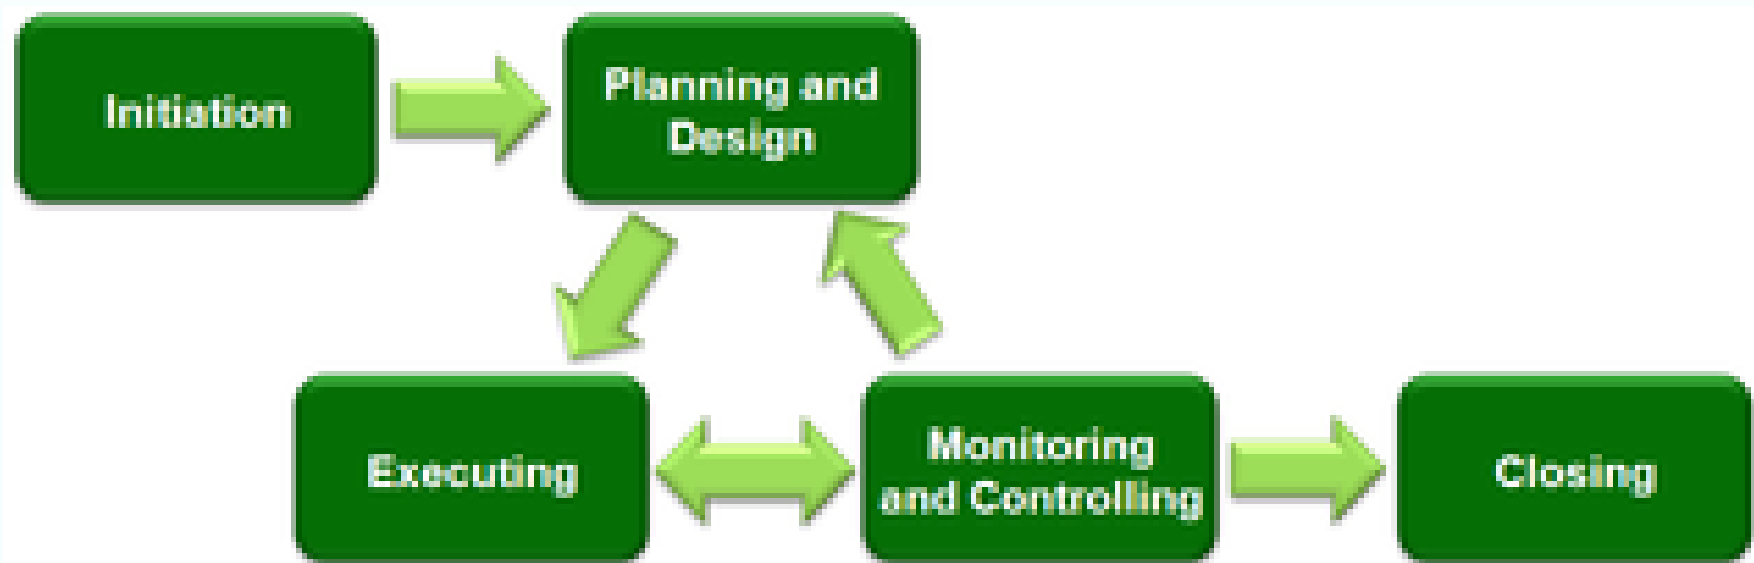 Initiation
Planning and
Design
Executing
Monitoring
and Controlling
Closing